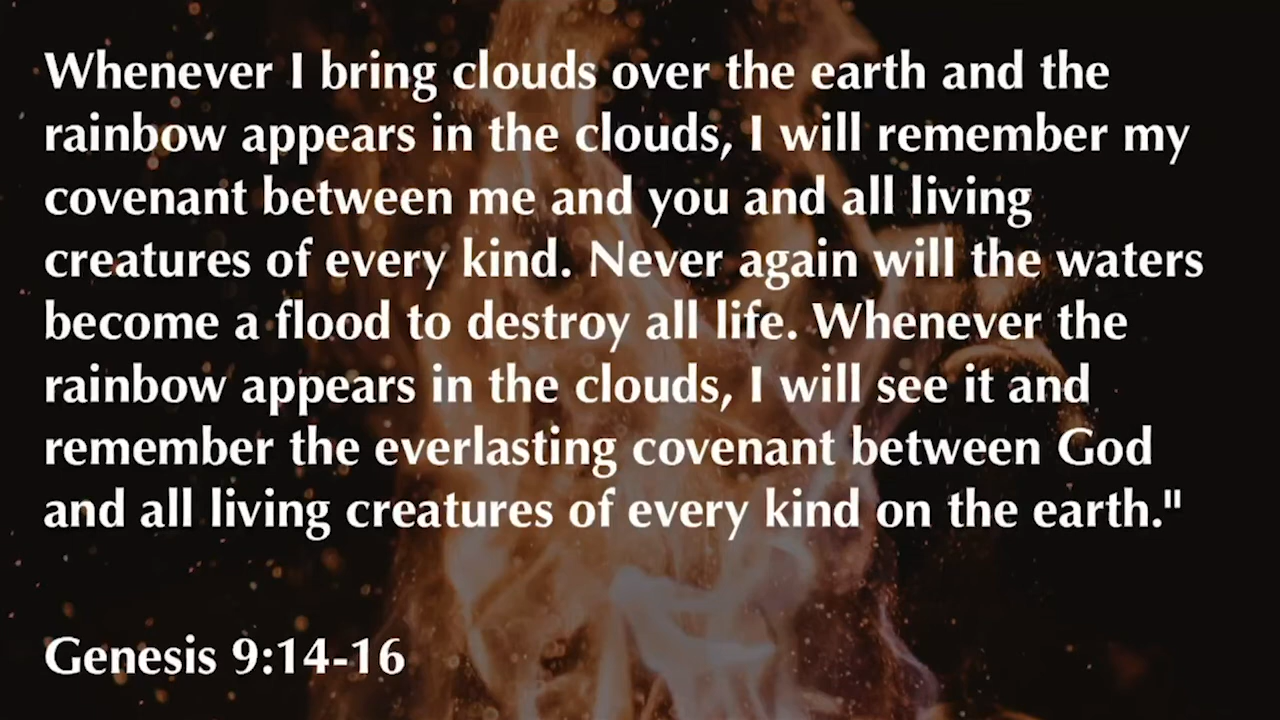 Whenever I bring clouds over the earth and the
rainbow appears in the clouds, I will remember my
covenant between me and you and all living
creatures of every kind. Never again will the waters
become a flood to destroy all life. Whenever the
rainbow appears in the clouds, I will see it and
remember the everlasting covenant between God
and all living creatures of every kind on the earth."
Genesis 9:14-16